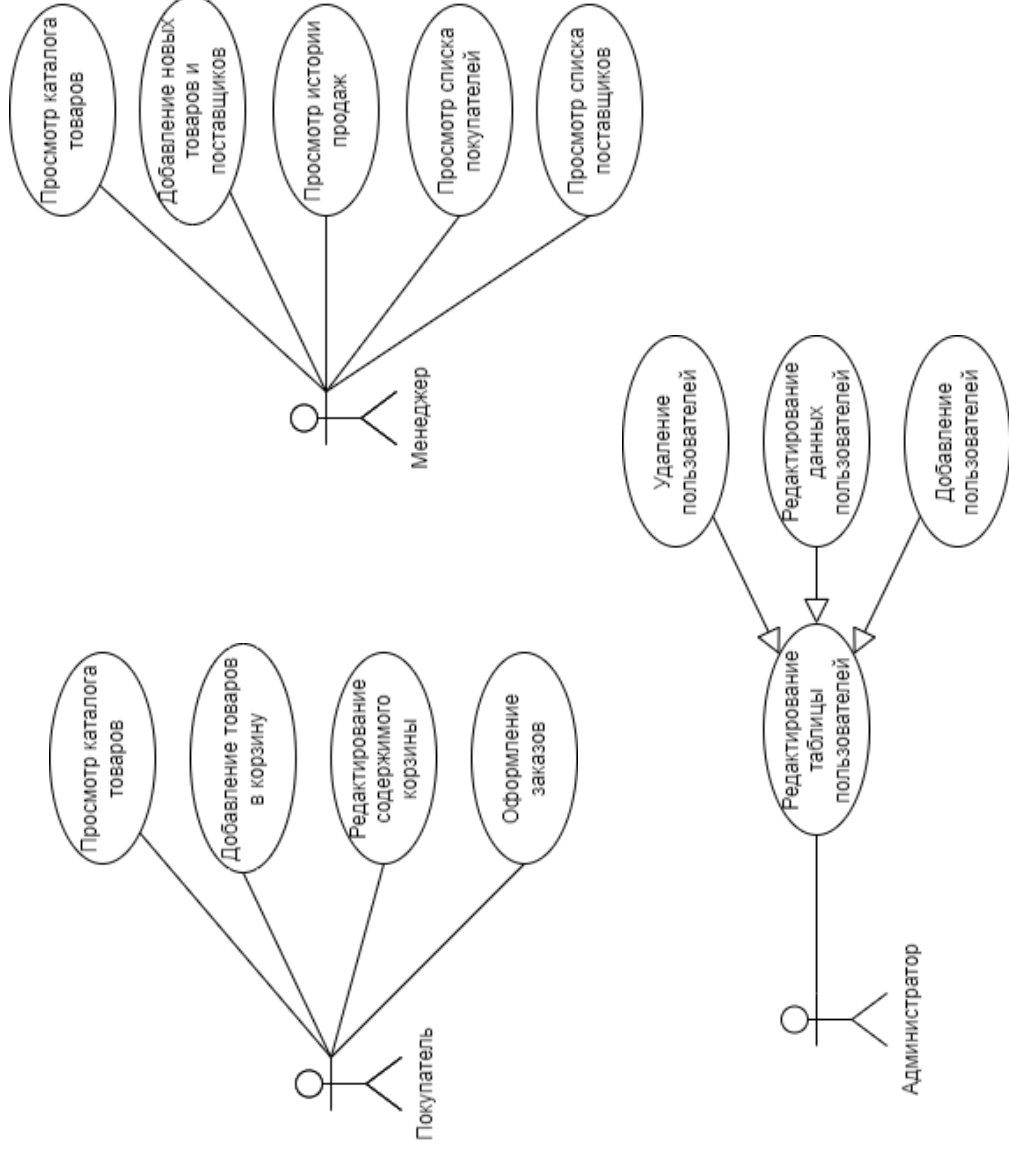 Просмотр каталога
товаров
Добавление товаров
в корзину
Редактирование
содержимого
корзины
Оформление
заказов
Покупатель
Просмотр каталога
товаров
Добавление новых
товаров и
поставщиков
Просмотр истории
продаж
Просмотр списка
покупателей
Просмотр списка
поставщиков
Менеджер
Администратор
Редактирование
таблицы
пользователей
Удаление
пользователей
Редактирование
данных
пользователей
Добавление
пользователей